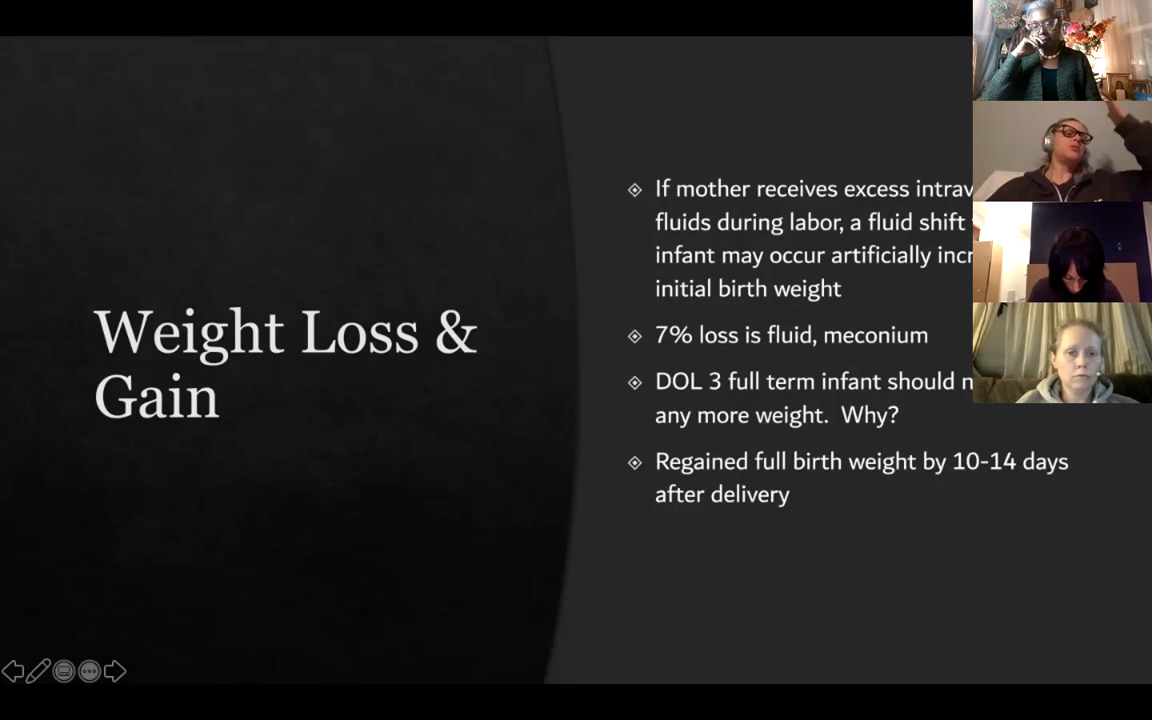 Weight Loss &
Gain
If mother receives excess
fluids during labor, a fluid shift
infant may occur artificially
initial birth weight
7% loss is fluid, meconium
DOL 3 full term infant should
any more weight. Why?
Regained full birth weight by 10-14 days
after delivery